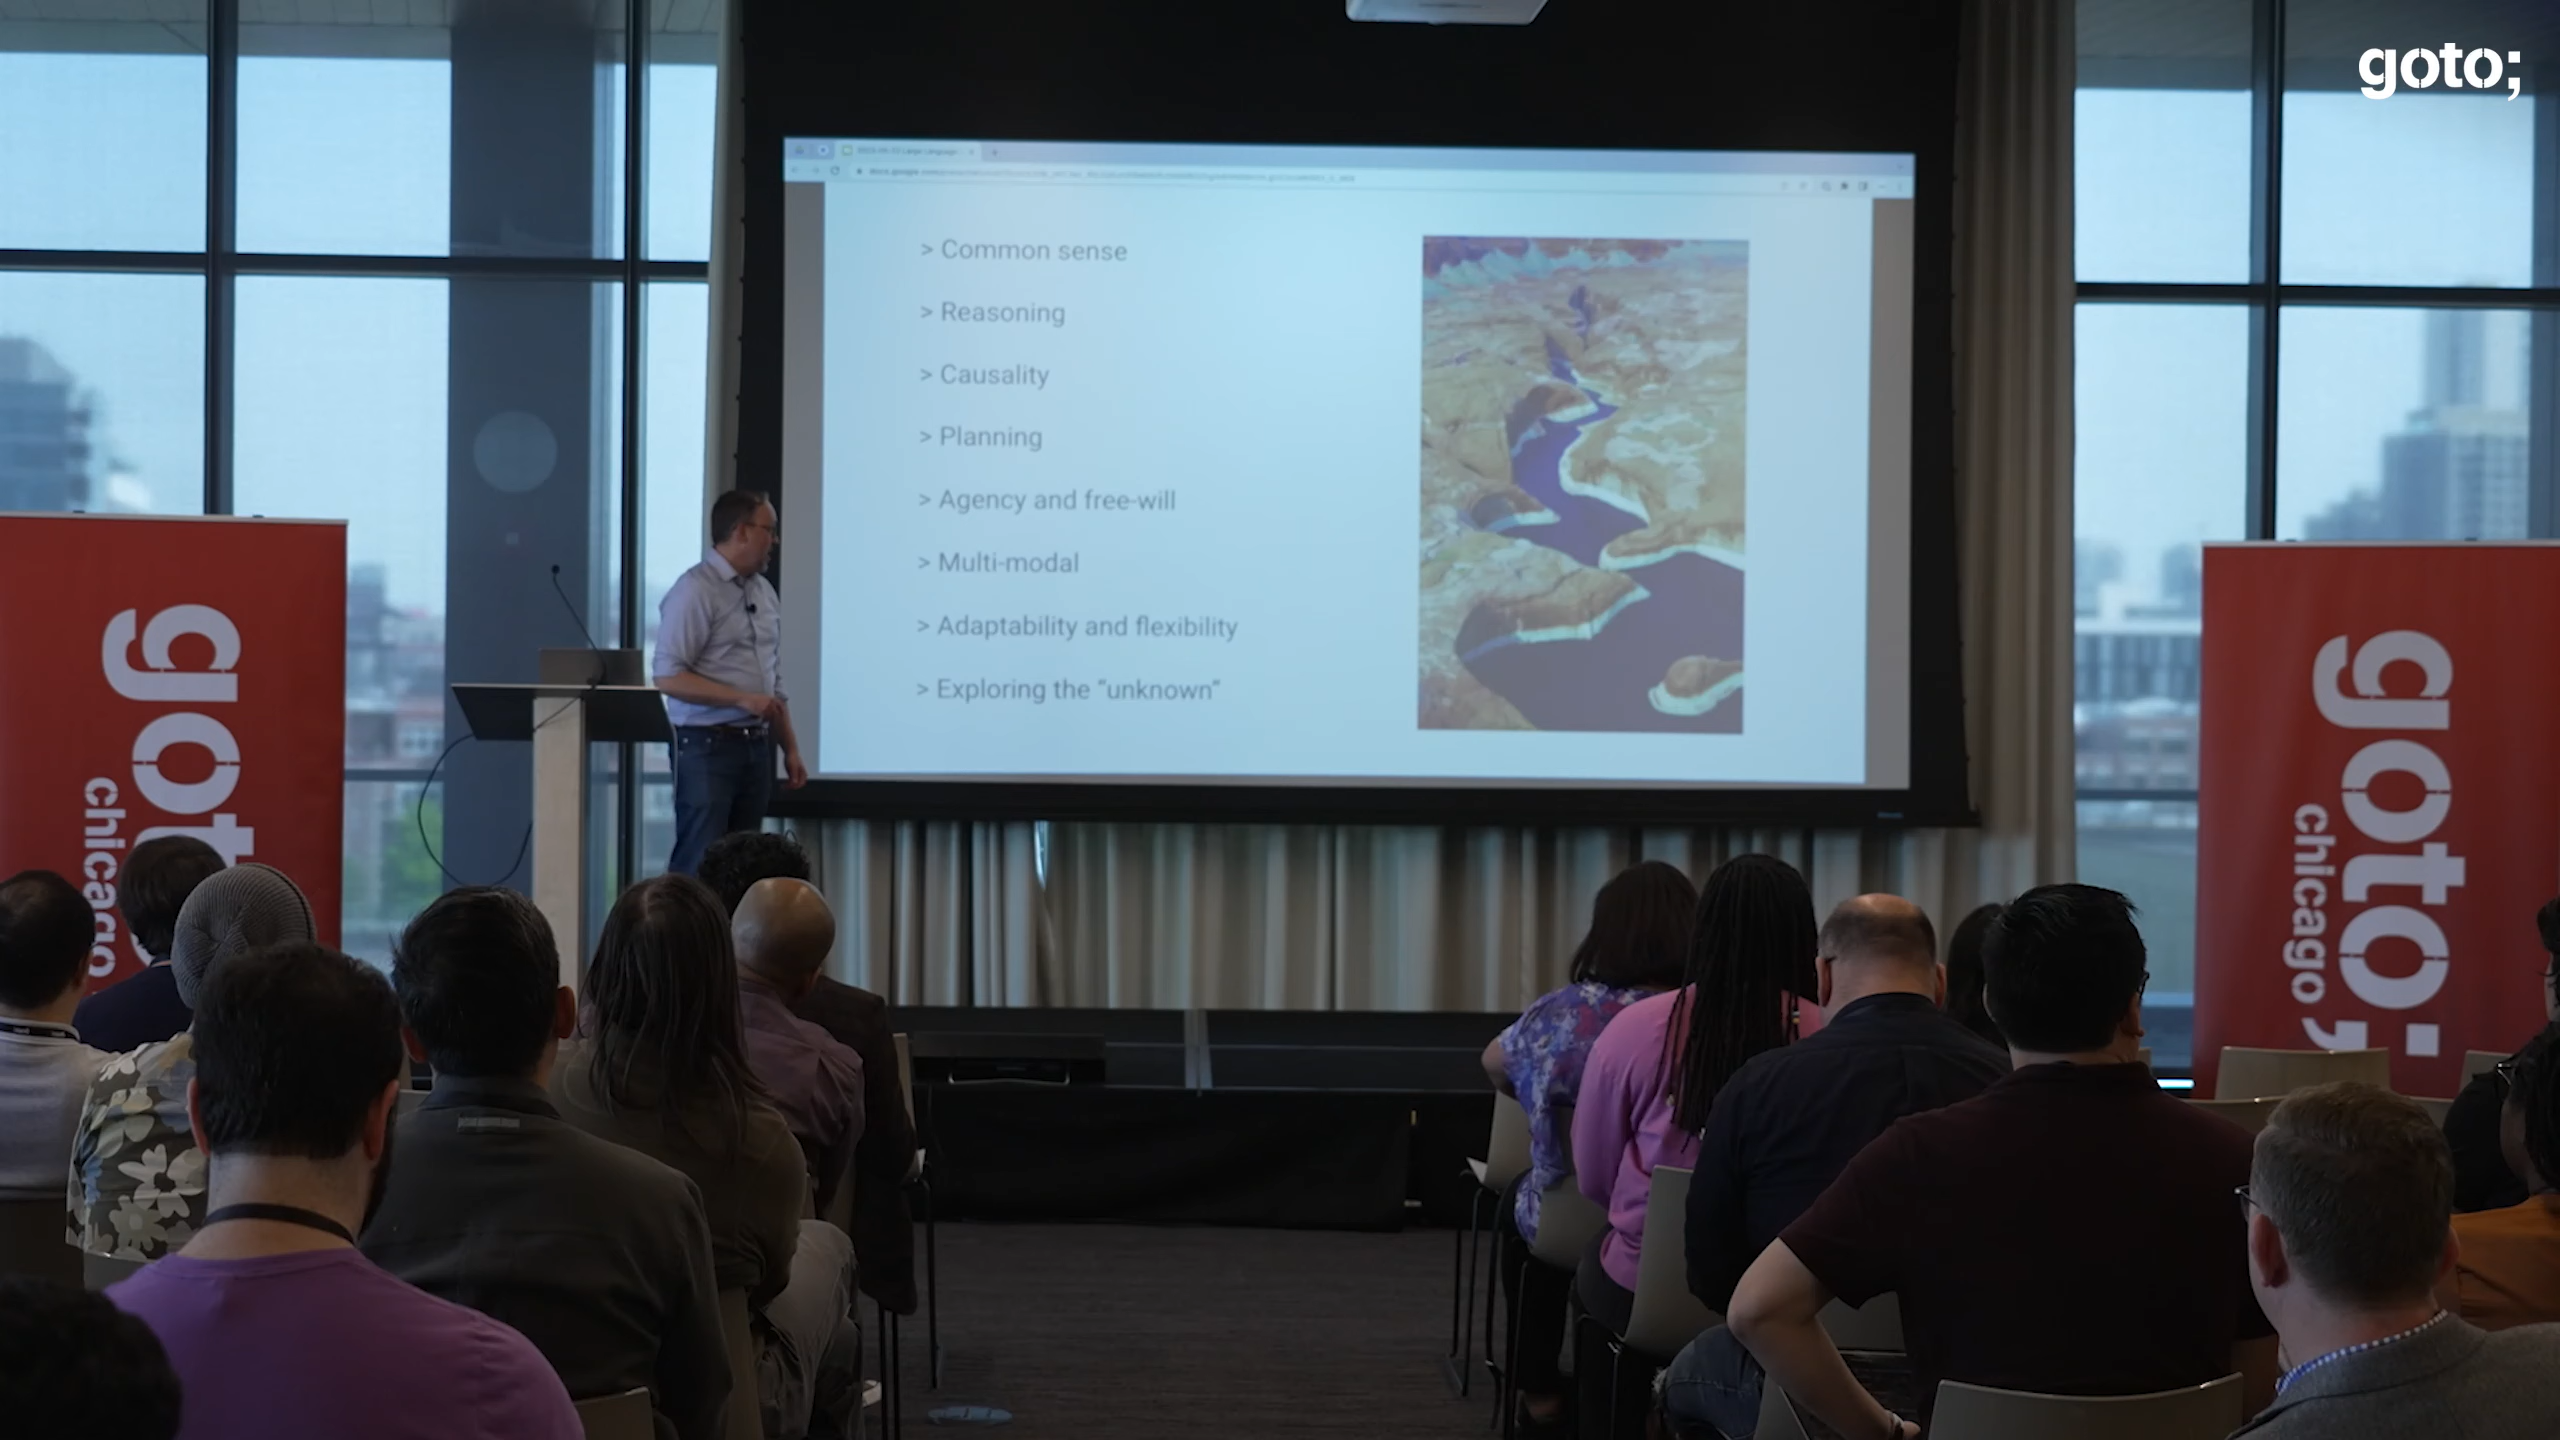 goto;
> Common sense
> Reasoning
> Causality
> Planning
> Agency and free-will
> Multi-modal
> Adaptability and flexibility
> Exploring the “unknown”
goto;
chicago
goto;
chicago,